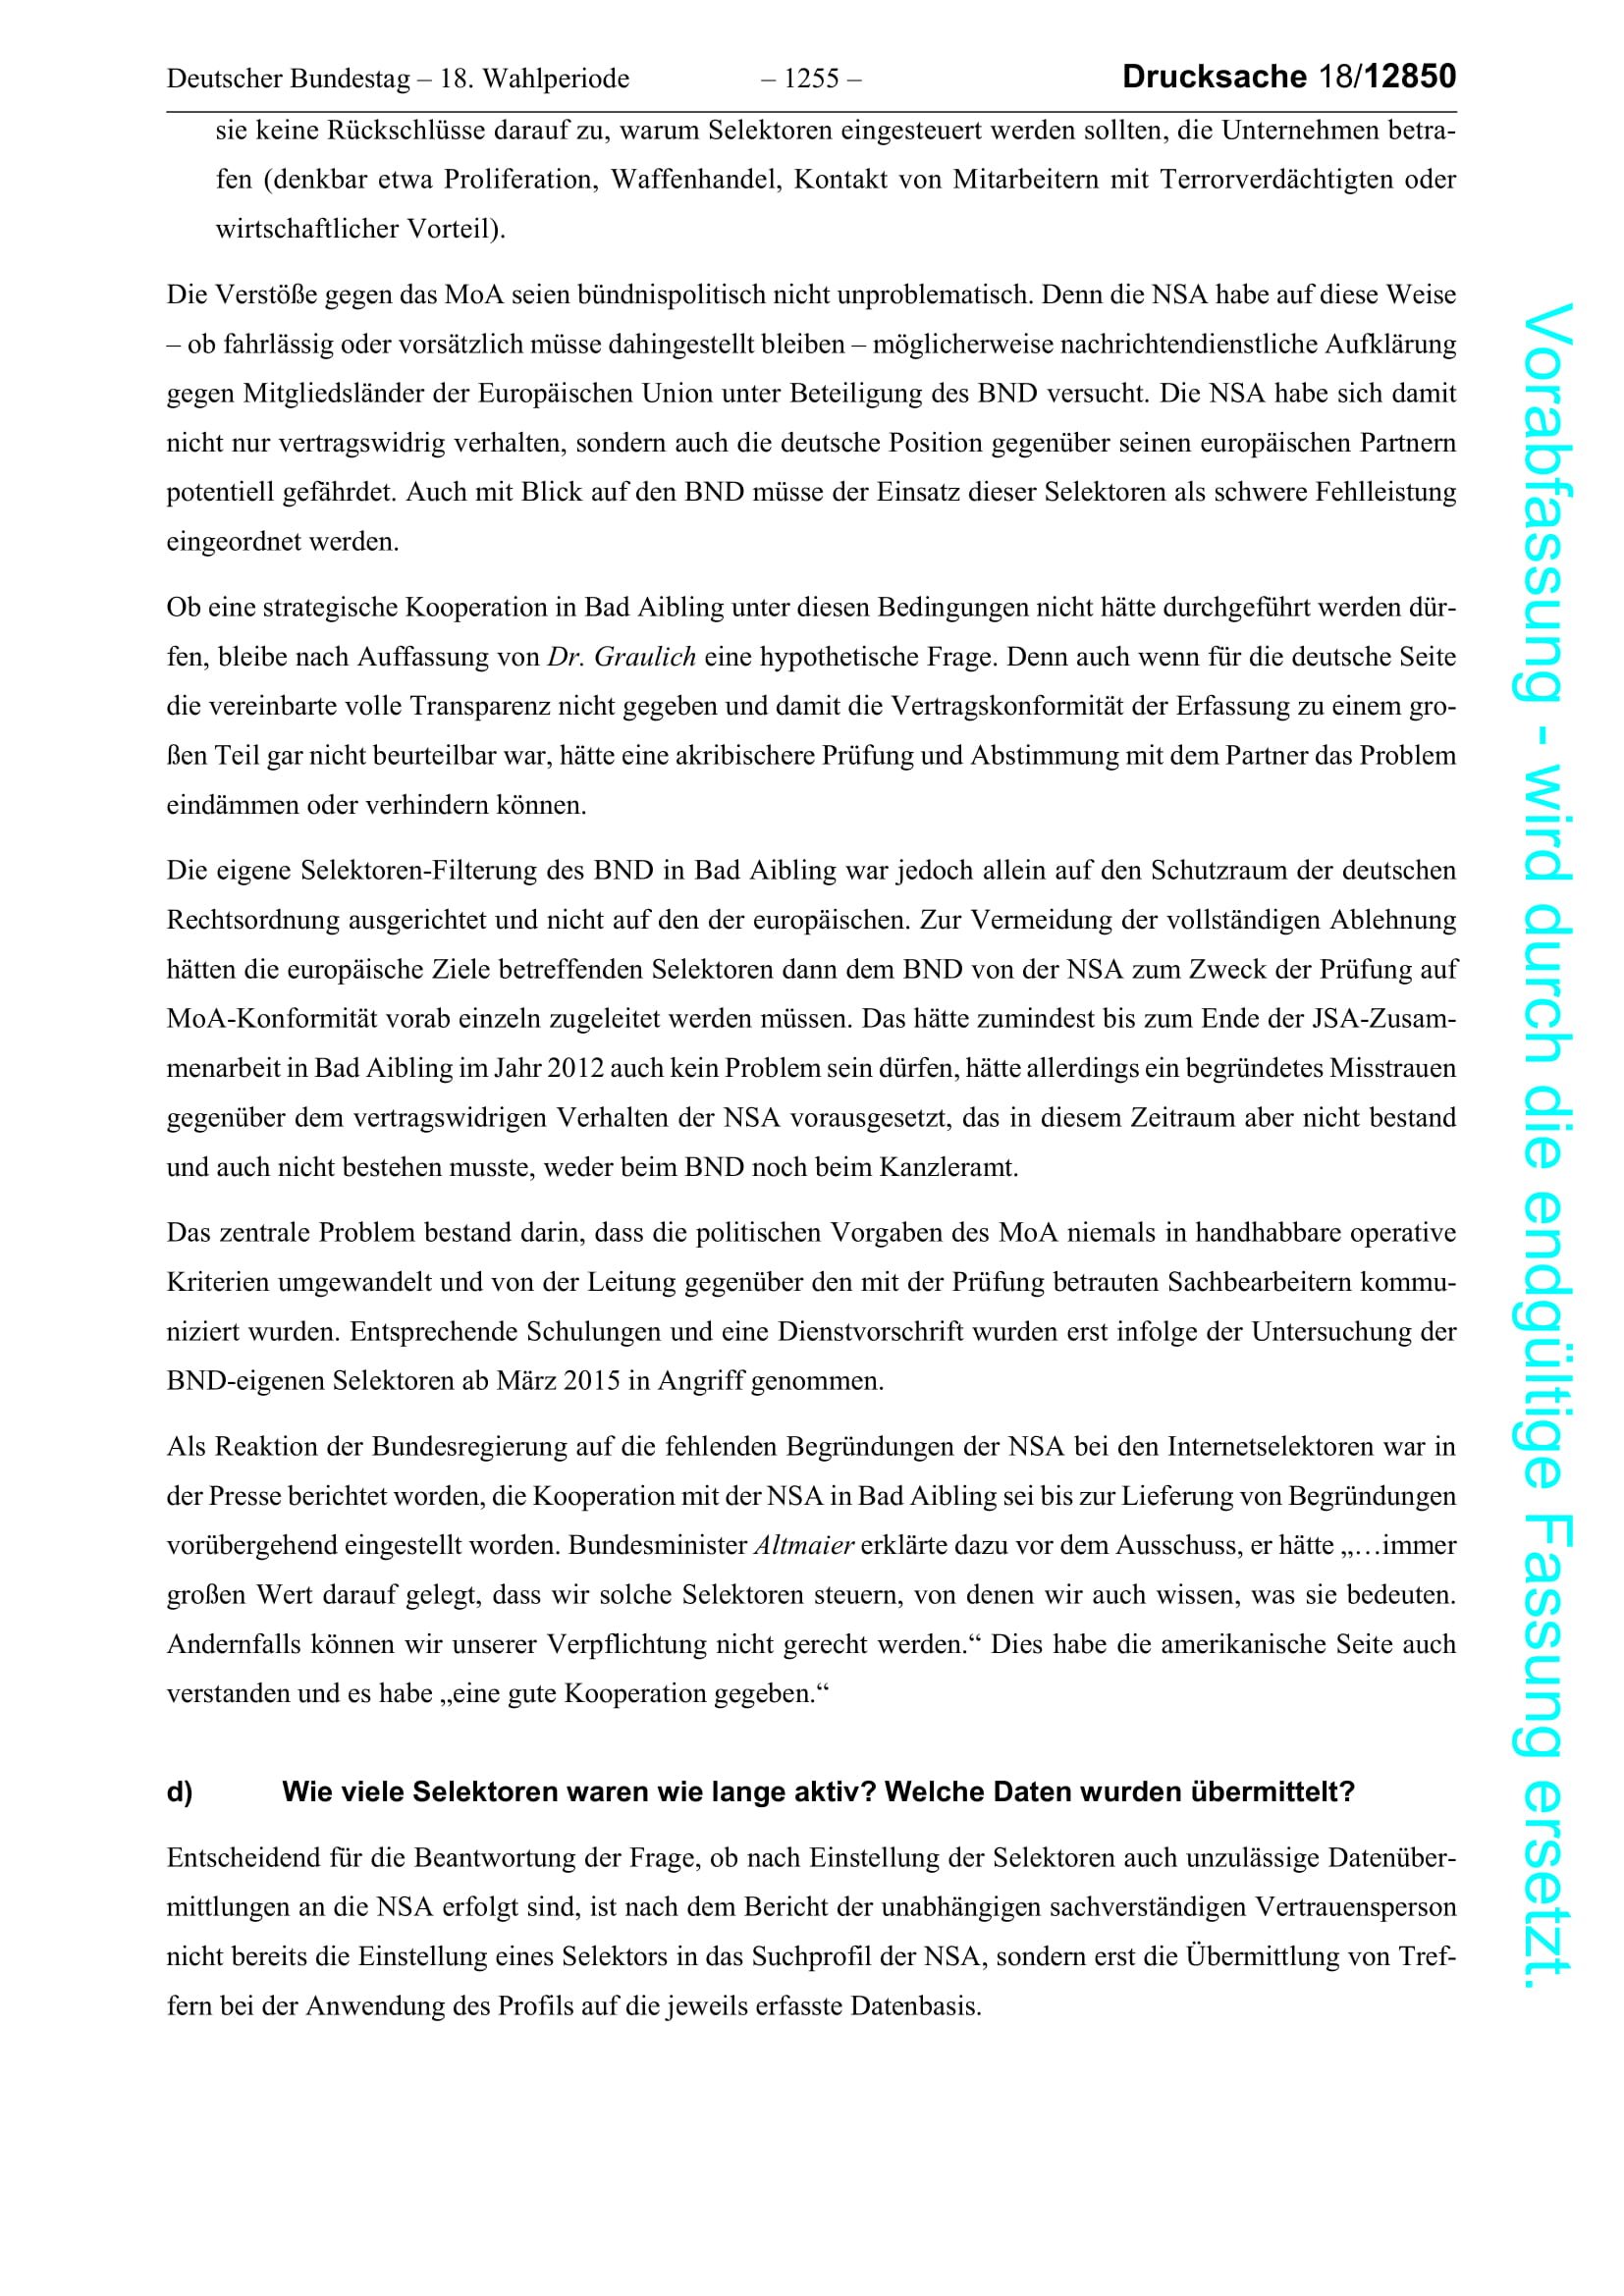 Deutscher Bundestag – 18. Wahlperiode – 1255 – Drucksache 18/12850
sie keine Rückschlüsse darauf zu, warum Selektoren eingesteuert werden sollten, die Unternehmen betra-
fen (denkbar etwa Proliferation, Waffenhandel, Kontakt von Mitarbeitern mit Terrorverdächtigten oder
wirtschaftlicher Vorteil).
Die Verstöße gegen das MoA seien bündnispolitisch nicht unproblematisch. Denn die NSA habe auf diese Weise
– ob fahrlässig oder vorsätzlich müsse dahingestellt bleiben – möglicherweise nachrichtendienstliche Aufklärung
gegen Mitgliedsländer der Europäischen Union unter Beteiligung des BND versucht. Die NSA habe sich damit
nicht nur vertragswidrig verhalten, sondern auch die deutsche Position gegenüber seinen europäischen Partnern
potentiell gefährdet. Auch mit Blick auf den BND müsse der Einsatz dieser Selektoren als schwere Fehlleistung
eingeordnet werden.
Ob eine strategische Kooperation in Bad Aibling unter diesen Bedingungen nicht hätte durchgeführt werden dür-
fen, bleibe nach Auffassung von Dr. Graulich eine hypothetische Frage. Denn auch wenn für die deutsche Seite
die vereinbarte volle Transparenz nicht gegeben und damit die Vertragskonformität der Erfassung zu einem gro-
ßen Teil gar nicht beurteilbar war, hätte eine akribischere Prüfung und Abstimmung mit dem Partner das Problem
eindämmen oder verhindern können.
Die eigene Selektoren-Filterung des BND in Bad Aibling war jedoch allein auf den Schutzraum der deutschen
Rechtsordnung ausgerichtet und nicht auf den der europäischen. Zur Vermeidung der vollständigen Ablehnung
hätten die europäische Ziele betreffenden Selektoren dann dem BND von der NSA zum Zweck der Prüfung auf
MoA-Konformität vorab einzeln zugeleitet werden müssen. Das hätte zumindest bis zum Ende der JSA-Zusam-
menarbeit in Bad Aibling im Jahr 2012 auch kein Problem sein dürfen, hätte allerdings ein begründetes Misstrauen
gegenüber dem vertragswidrigen Verhalten der NSA vorausgesetzt, das in diesem Zeitraum aber nicht bestand
und auch nicht bestehen musste, weder beim BND noch beim Kanzleramt.
Das zentrale Problem bestand darin, dass die politischen Vorgaben des MoA niemals in handhabbare operative
Kriterien umgewandelt und von der Leitung gegenüber den mit der Prüfung betrauten Sachbearbeitern kommu-
niziert wurden. Entsprechende Schulungen und eine Dienstvorschrift wurden erst infolge der Untersuchung der
BND-eigenen Selektoren ab März 2015 in Angriff genommen.
Als Reaktion der Bundesregierung auf die fehlenden Begründungen der NSA bei den Internetselektoren war in
der Presse berichtet worden, die Kooperation mit der NSA in Bad Aibling sei bis zur Lieferung von Begründungen
vorübergehend eingestellt worden. Bundesminister Altmaier erklärte dazu vor dem Ausschuss, er hätte „…immer
großen Wert darauf gelegt, dass wir solche Selektoren steuern, von denen wir auch wissen, was sie bedeuten.
Andernfalls können wir unserer Verpflichtung nicht gerecht werden.“ Dies habe die amerikanische Seite auch
verstanden und es habe „eine gute Kooperation gegeben.“
d) Wie viele Selektoren waren wie lange aktiv? Welche Daten wurden übermittelt?
Entscheidend für die Beantwortung der Frage, ob nach Einstellung der Selektoren auch unzulässige Datenüber-
mittlungen an die NSA erfolgt sind, ist nach dem Bericht der unabhängigen sachverständigen Vertrauensperson
nicht bereits die Einstellung eines Selektors in das Suchprofil der NSA, sondern erst die Übermittlung von Tref-
fern bei der Anwendung des Profils auf die jeweils erfasste Datenbasis.
Vorabfassung - wird durch die endgültige Fassung ersetzt.